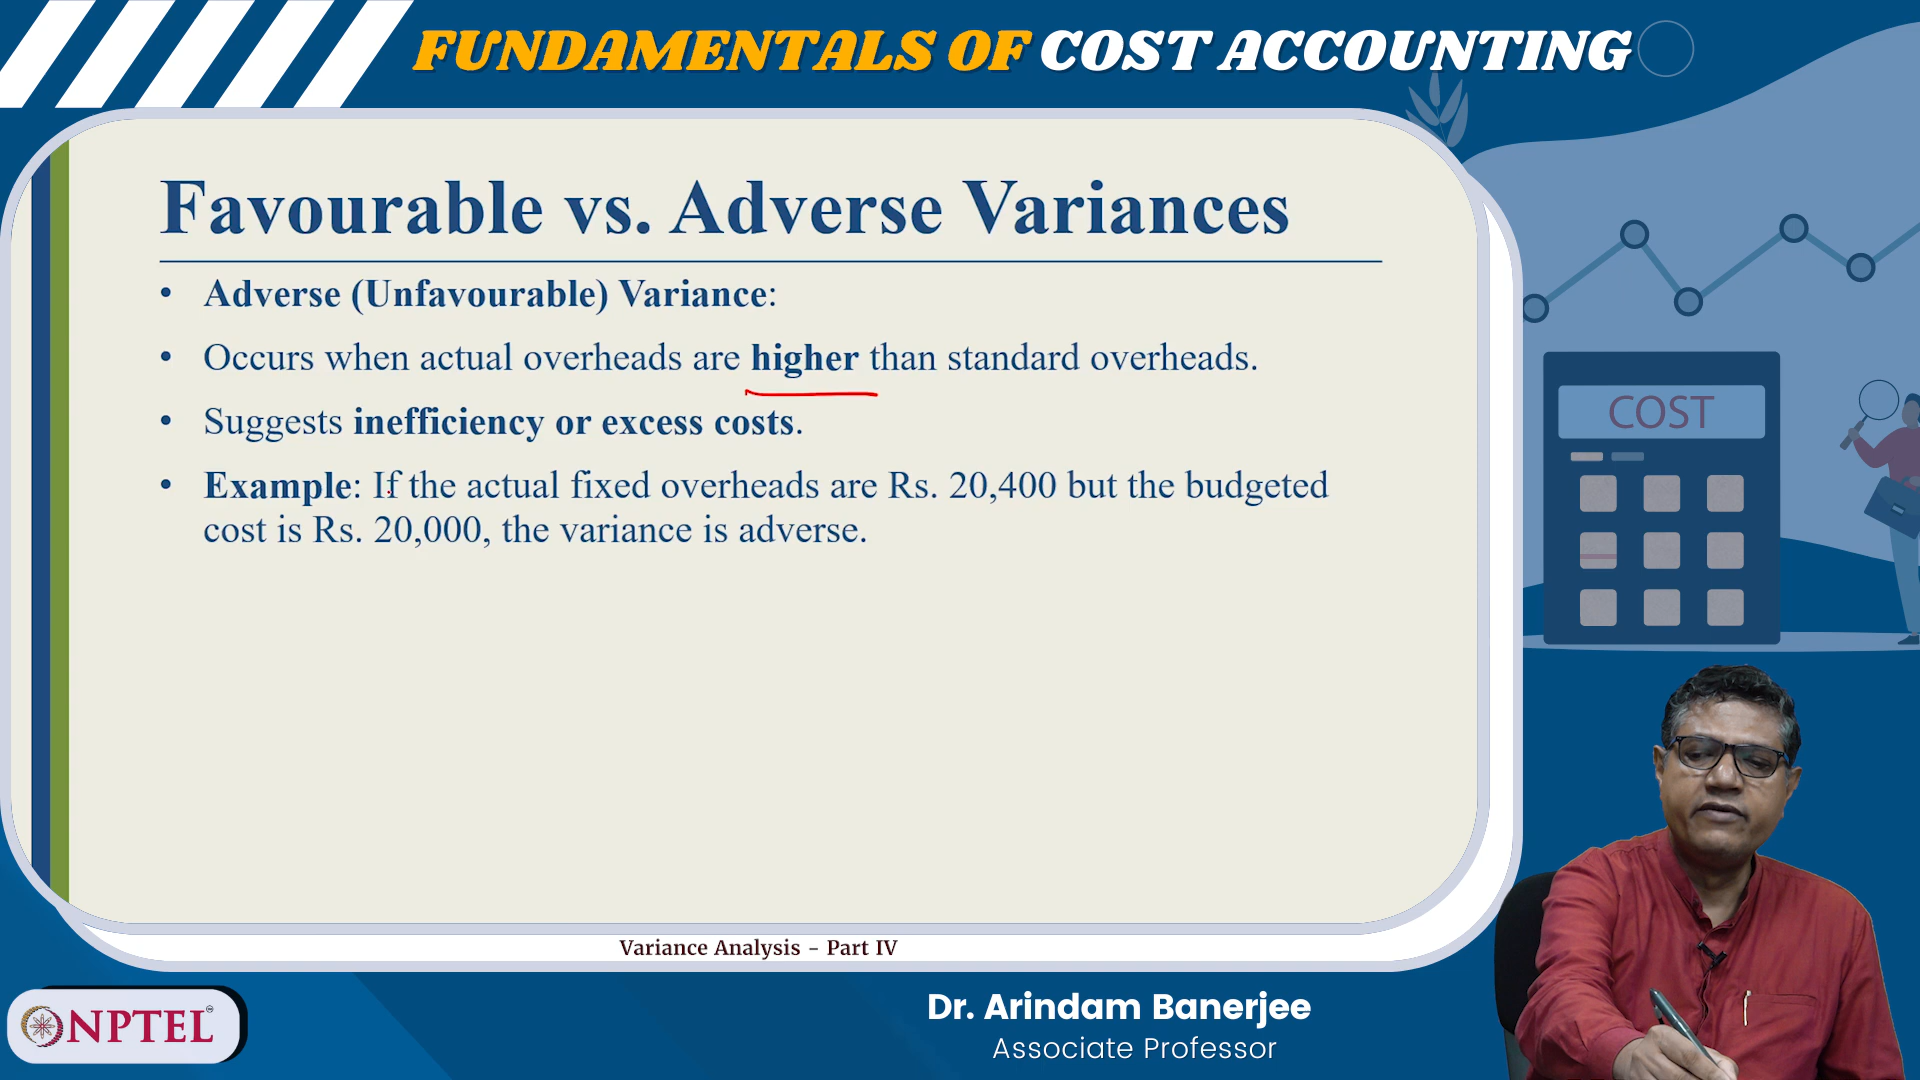 FUNDAMENTALS OF COST ACCOUNTING
Favourable vs. Adverse Variances
• Adverse (Unfavourable) Variance:
• Occurs when actual overheads are higher than standard overheads.
• Suggests inefficiency or excess costs.
• Example: If the actual fixed overheads are Rs. 20,400 but the budgeted
cost is Rs. 20,000, the variance is adverse.
COST
Variance Analysis - Part IV
NPTEL
Dr. Arindam Banerjee
Associate Professor